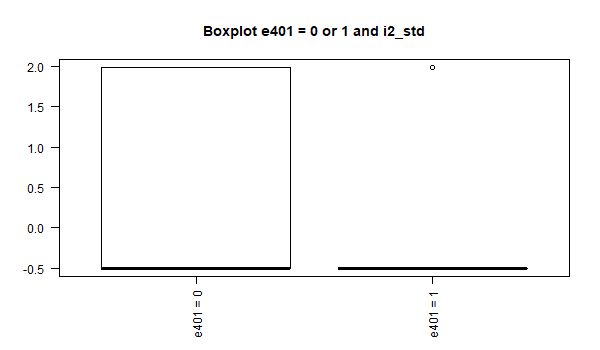 Boxplot e401 = 0 or 1 and i2_std
2.0
1.5
1.0
0.5
0.0
-0.5
e401 = 0
e401 = 1